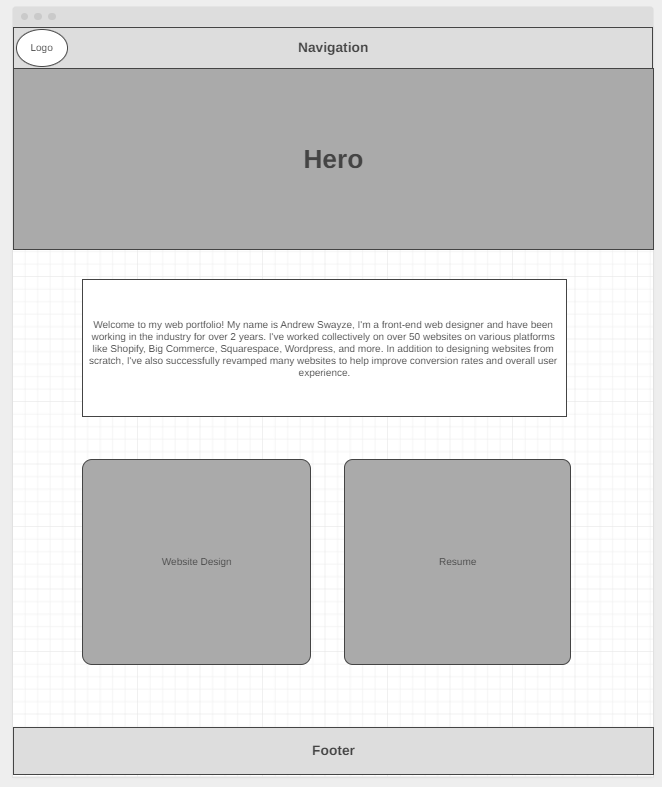 Logo
Navigation
Hero
Welcome to my web portfolio! My name is Andrew Swayze, I'm a front-end web designer and have been
working in the industry for over 2 years. I've worked collectively on over 50 websites on various platforms
like Shopify, Big Commerce, Squarespace, Wordpress, and more. In addition to designing websites from
scratch, I've also successfully revamped many websites to help improve conversion rates and overall user
experience.
Website Design
Resume
Footer